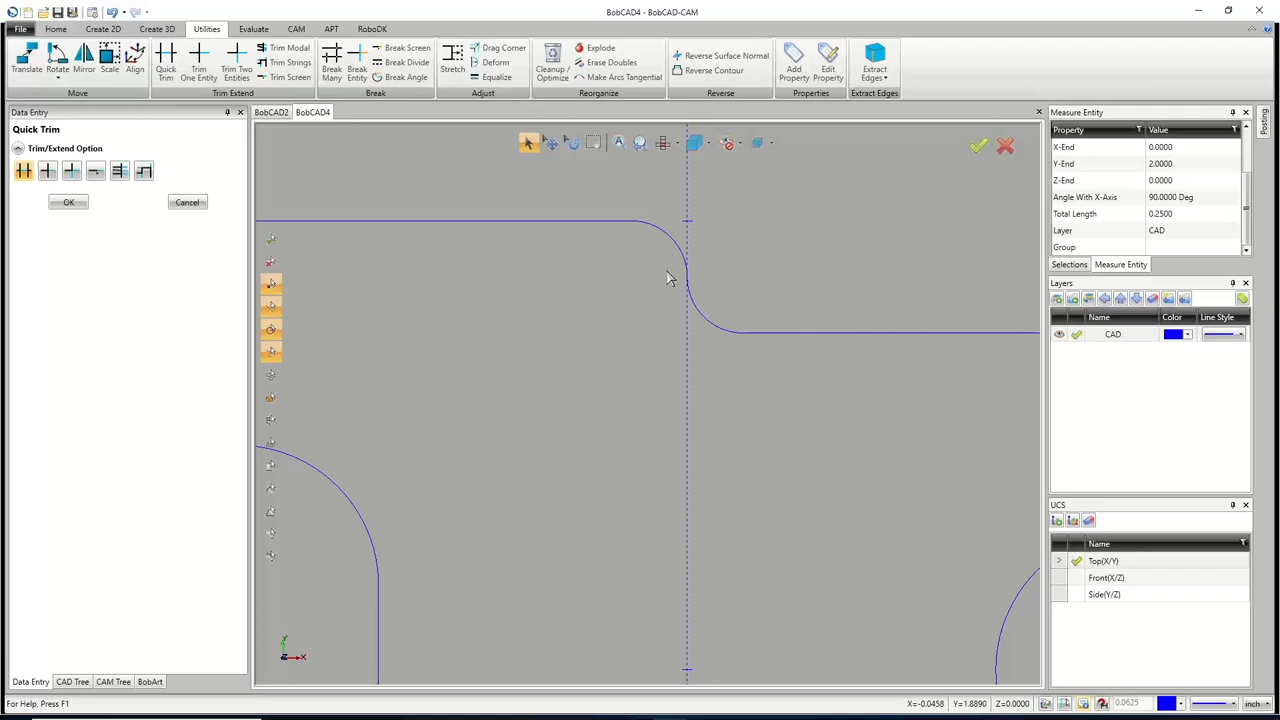 BobCAD4 - BobCAD-CAM
File Home Create 2D Create 3D Utilities Evaluate CAM APT RoboDK
Translate Rotate Mirror Scale Align Quick Trim Trim One Entity Trim Two Entities Trim Modal Trim Strings Trim Screen Break Many Break Entity Break Screen Break Divide Break Angle Stretch Drag Corner Deform Equalize Cleanup / Optimize Explode Erase Doubles Make Arcs Tangential Reverse Surface Normal Reverse Contour Add Property Edit Property Extract Edges
Move Trim Extend Break Adjust Reorganize Reverse Properties Extract Edges
Data Entry
BobCAD2 BobCAD4
Quick Trim
Trim/Extend Option
OK Cancel
Measure Entity
Property Value
X-End 0.0000
Y-End 2.0000
Z-End 0.0000
Angle With X-Axis 90.0000 Deg
Total Length 0.2500
Layer CAD
Group
Selections Measure Entity
Posting
Layers
Name Color Line Style
CAD
UCS
Name
Top(X/Y)
Front(X/Z)
Side(Y/Z)
Y
Z X
Data Entry CAD Tree CAM Tree BobArt
For Help, Press F1
X=-0.0458 Y=1.8890 Z=0.0000 0.0625 inch